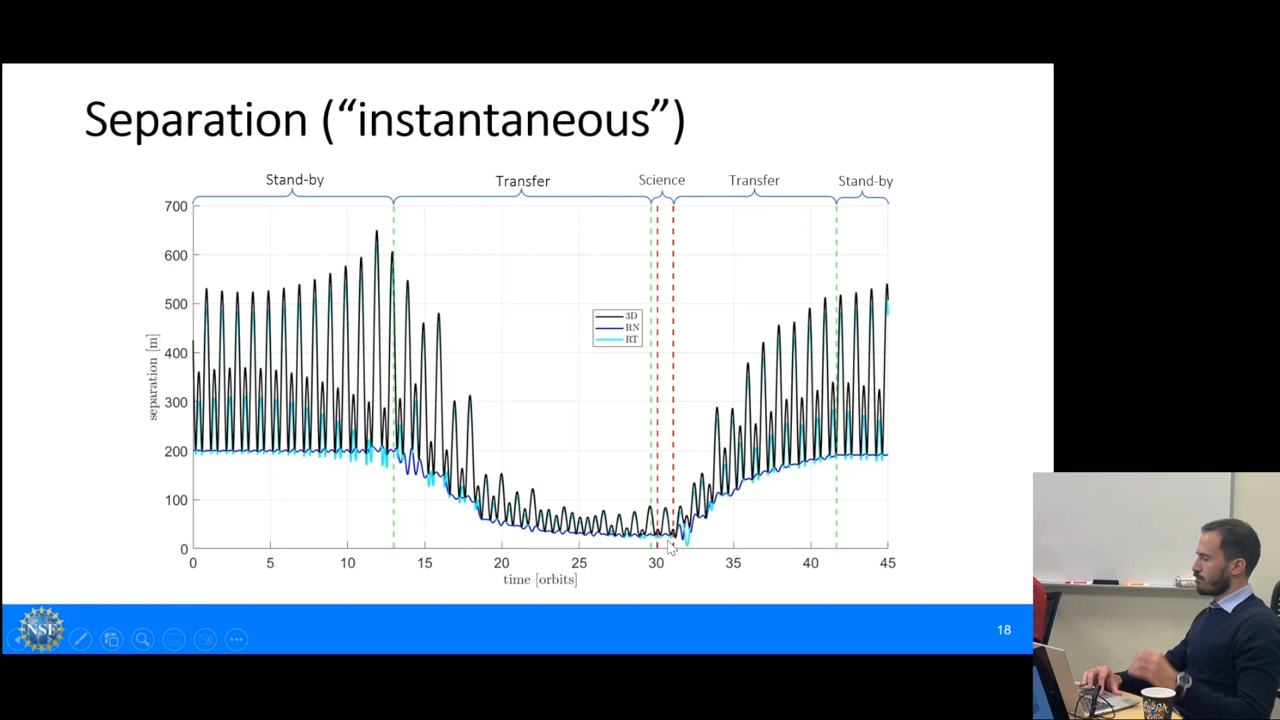 Separation (“instantaneous”)
Stand-by
Transfer
Science
Transfer
Stand-by
700
600
500
400
300
200
100
0
separation [m]
3D
RN
RT
0
5
10
15
20
25
30
35
40
45
time [orbits]
NSF
18